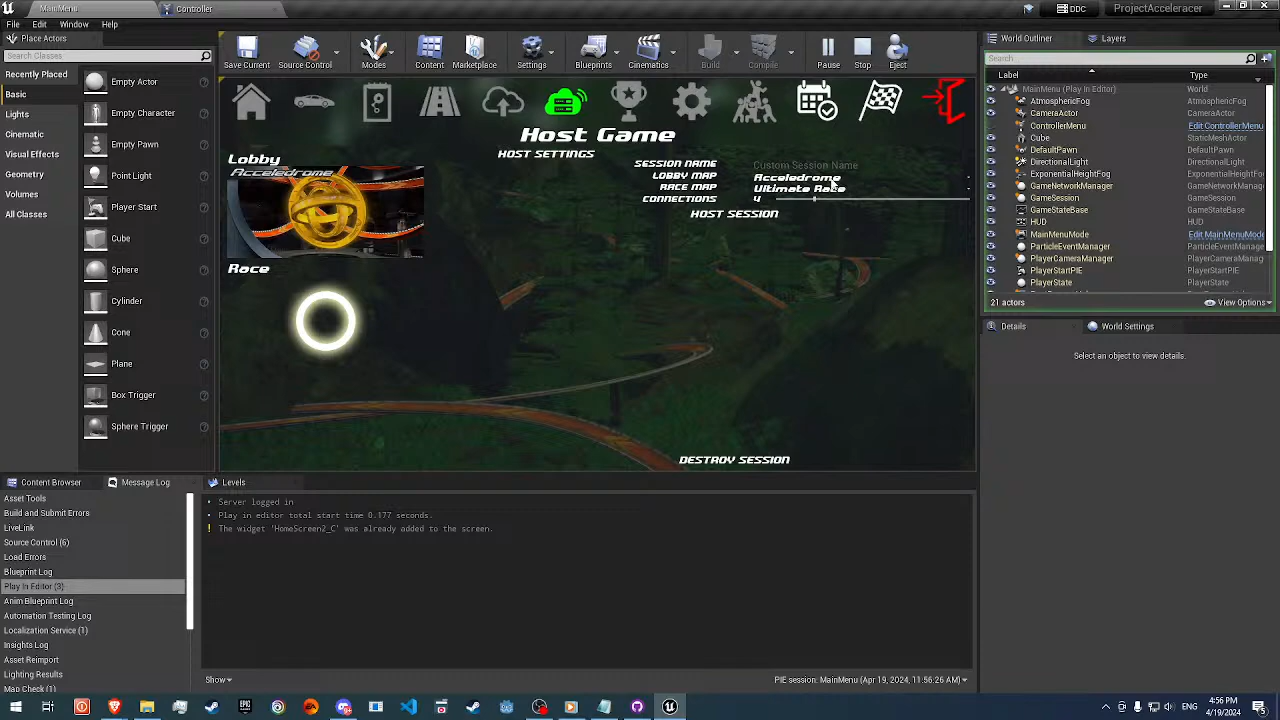 MainMenu
Controller
DDC
ProjectAcceleracer
File
Edit
Window
Help
Place Actors
Search Classes
Recently Placed
Basic
Lights
Cinematic
Visual Effects
Geometry
Volumes
All Classes
Empty Actor
Empty Character
Empty Pawn
Point Light
Player Start
Cube
Sphere
Cylinder
Cone
Plane
Box Trigger
Sphere Trigger
Save Current
Source Control
Modes
Content
Marketplace
Settings
Blueprints
Cinematics
Build
Compile
Pause
Stop
Eject
Host Game
HOST SETTINGS
Lobby
Acceledrome
Race
SESSION NAME
Custom Session Name
LOBBY MAP
Acceledrome
RACE MAP
Ultimate Race
CONNECTIONS
4
HOST SESSION
DESTROY SESSION
World Outliner
Layers
Search
Label
Type
MainMenu (Play In Editor)
World
AtmosphericFog
AtmosphericFog
CameraActor
CameraActor
ControllerMenu
Edit ControllerMenu
Cube
StaticMeshActor
DefaultPawn
DefaultPawn
DirectionalLight
DirectionalLight
ExponentialHeightFog
ExponentialHeightFo
GameNetworkManager
GameNetworkManag
GameSession
GameSession
GameStateBase
GameStateBase
HUD
HUD
MainMenuMode
Edit MainMenuMode
ParticleEventManager
ParticleEventManage
PlayerCameraManager
PlayerCameraManag
PlayerStartPIE
PlayerStartPIE
PlayerState
PlayerState
21 actors
View Options
Details
World Settings
Select an object to view details.
Content Browser
Message Log
Levels
Asset Tools
Build and Submit Errors
LiveLink
Source Control (6)
Load Errors
Blueprint Log
Play In Editor (3)
Anim Blueprint Log
Automation Testing Log
Localization Service (1)
Insights Log
Asset Reimport
Lighting Results
Map Check (1)
Server logged in
Play in editor total start time 0.177 seconds.
The widget 'HomeScreen2_C' was already added to the screen.
Show
PIE session: MainMenu (Apr 19, 2024, 11:56:26 AM)
4:56 PM
4/19/2024